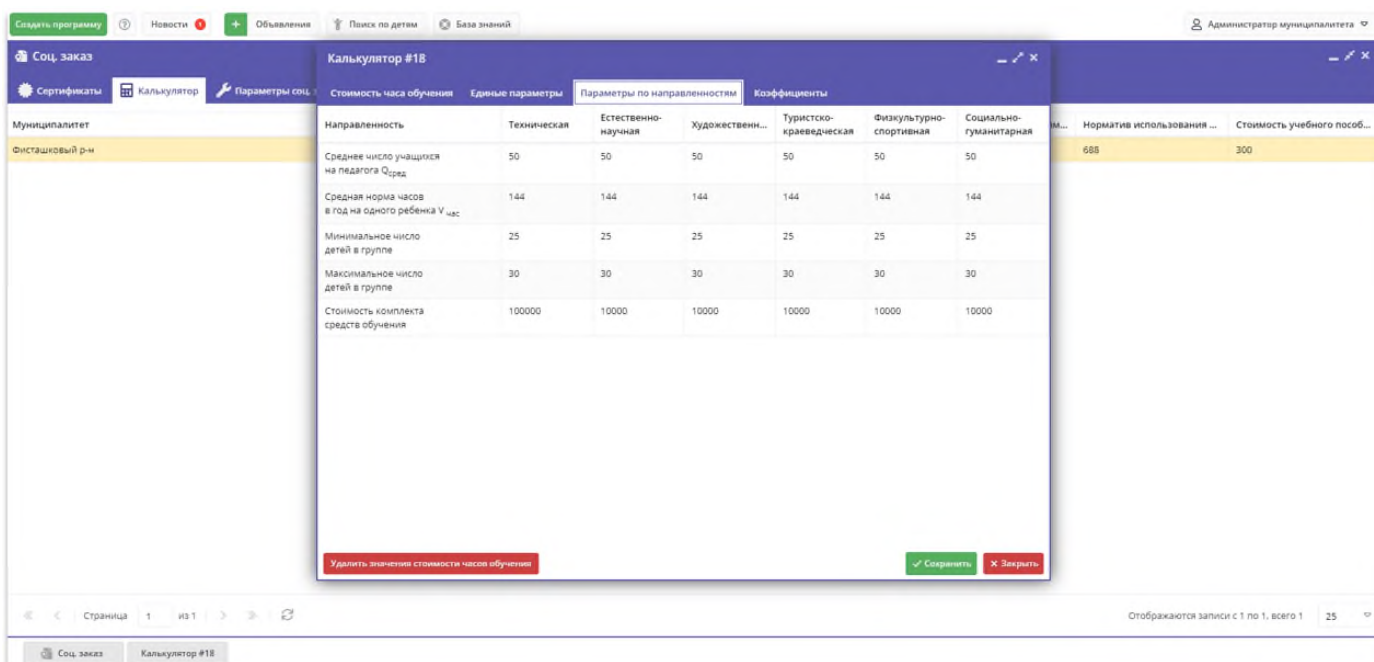 Создать программу
Новости 1
+ Объявления
Поиск по детям
База знаний
Администратор муниципалитета
Соц. заказ
Сертификаты
Калькулятор
Параметры соц.
Калькулятор #18
Стоимость часа обучения
Единые параметры
Параметры по направленностям
Коэффициенты
Муниципалитет
Норматив использования ...
Стоимость учебного пособ...
Фисташковый р-н
688
300
Направленность
Техническая
Естественно-
научная
Художественн...
Туристско-
краеведческая
Физкультурно-
спортивная
Социально-
гуманитарная
Среднее число учащихся
на педагога Qсред
50 50 50 50 50 50
Средная норма часов
в год на одного ребенка V час
144 144 144 144 144 144
Минимальное число
детей в группе
25 25 25 25 25 25
Максимальное число
детей в группе
30 30 30 30 30 30
Стоимость комплекта
средств обучения
100000 10000 10000 10000 10000 10000
Удалить значения стоимости часов обучения
Сохранить
Закрыть
Страница 1 из 1
Отображаются записи с 1 по 1, всего 1
25
Соц. заказ
Калькулятор #18